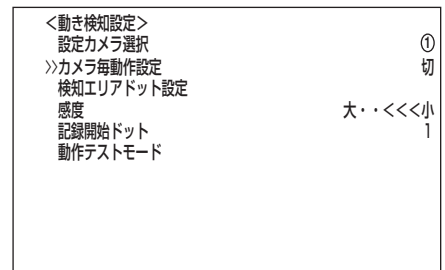 <動き検知設定>
設定カメラ選択 ①
>>カメラ毎動作設定 切
検知エリアドット設定
感度 大・・<<<小
記録開始ドット 1
動作テストモード